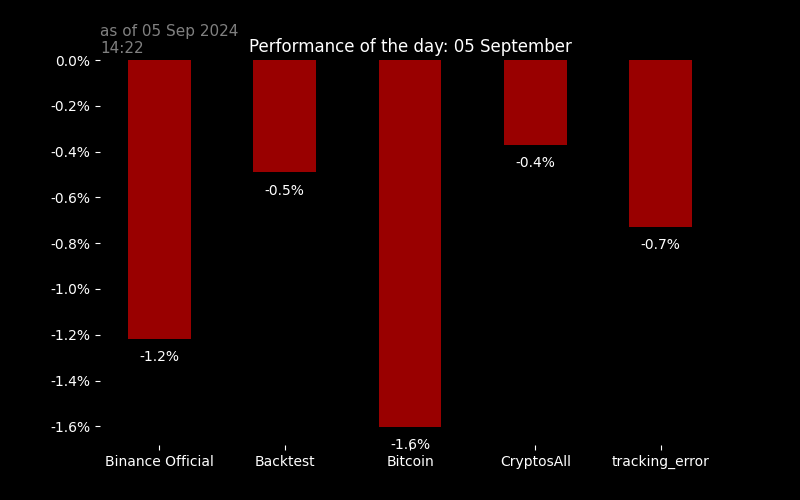 as of 05 Sep 2024
14:22
Performance of the day: 05 September
0.0%
-0.2%
-0.4%
-0.6%
-0.8%
-1.0%
-1.2%
-1.4%
-1.6%
-1.2%
-0.5%
-1.6%
-0.4%
-0.7%
Binance Official
Backtest
Bitcoin
CryptosAll
tracking_error